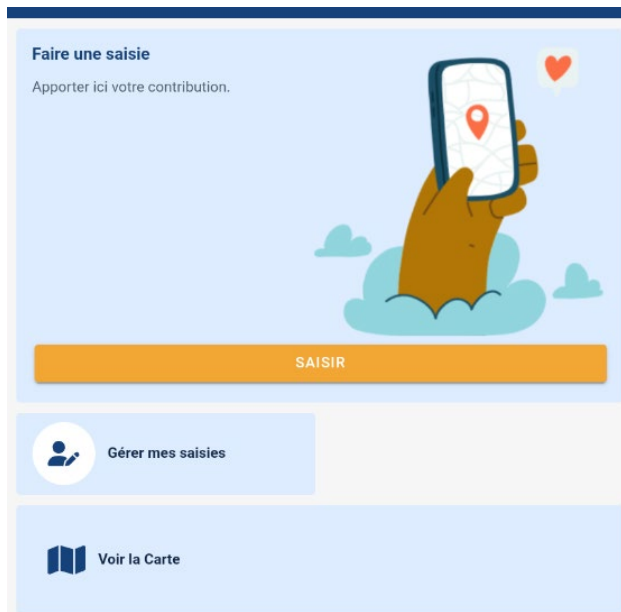 Faire une saisie
Apporter ici votre contribution.
SAISIR
Gérer mes saisies
Voir la Carte